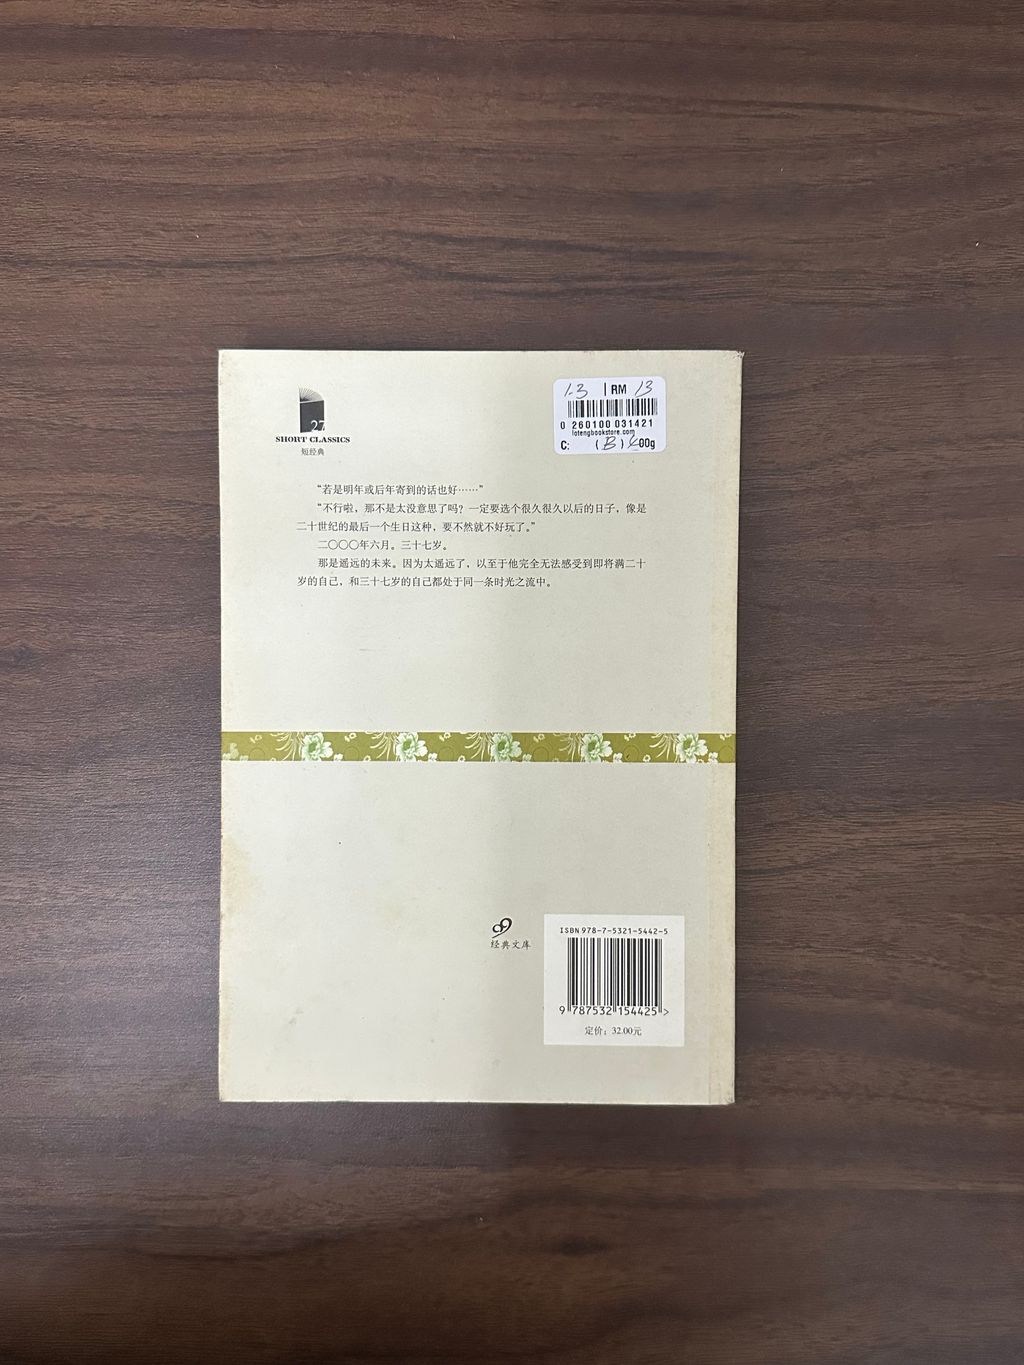 27
SHORT CLASSICS
短经典
1.3 | RM 13
0 260100 031421
lotengbookstore.com
C: (B) 400g
“若是明年或后年寄到的话也好……”
“不行啦，那不是太没意思了吗？一定要选个很久很久以后的日子，像是
二十世纪的最后一个生日这种，要不然就不好玩了。”
二〇〇〇年六月。三十七岁。
那是遥远的未来。因为太遥远了，以至于他完全无法感受到即将满二十
岁的自己，和三十七岁的自己都处于同一条时光之流中。
99
经典文库
ISBN 978-7-5321-5442-5
9 787532 154425 >
定价：32.00元